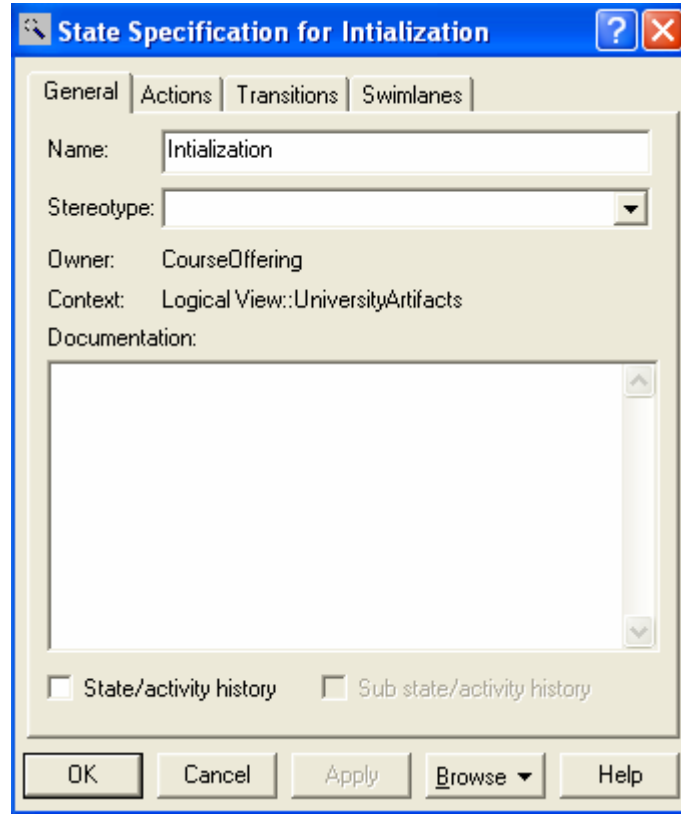 State Specification for Intialization
General Actions Transitions Swimlanes
Name: Intialization
Stereotype:
Owner: CourseOffering
Context: Logical View::UniversityArtifacts
Documentation:
State/activity history Sub state/activity history
OK Cancel Apply Browse Help